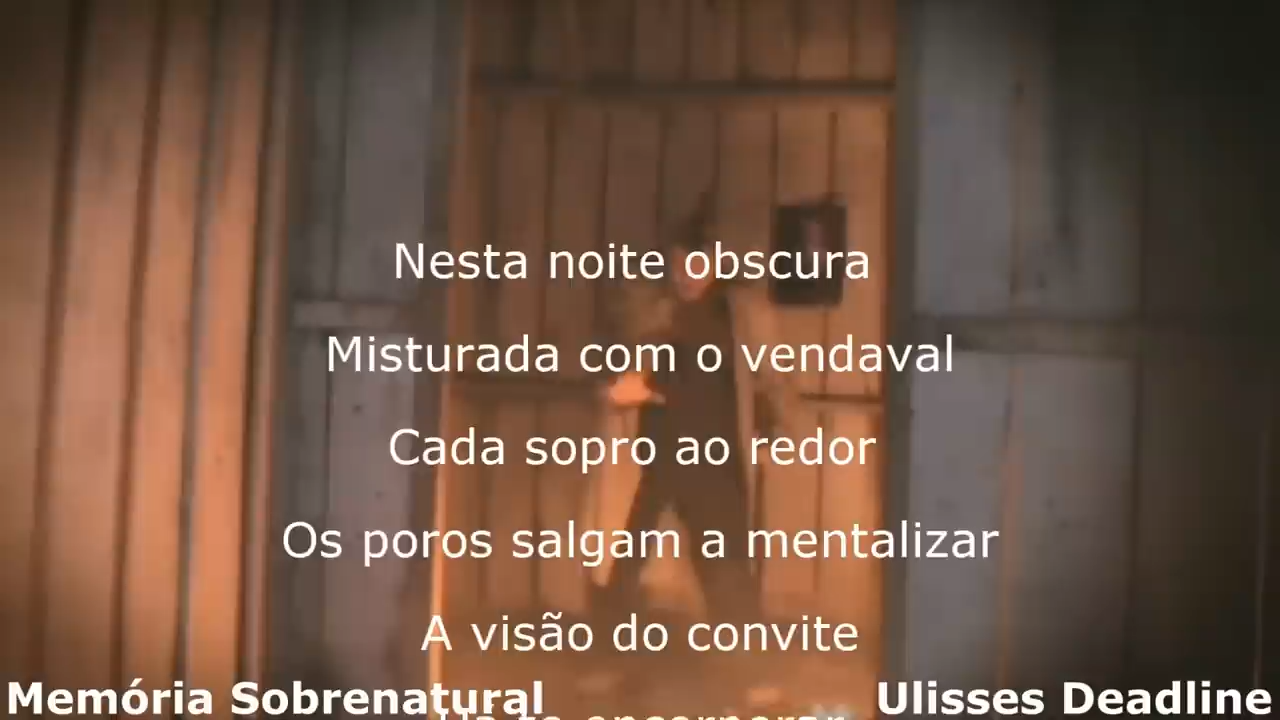 Nesta noite obscura
Misturada com o vendaval
Cada sopro ao redor
Os poros salgam a mentalizar
A visão do convite
Memória Sobrenatural
Ulisses Deadline